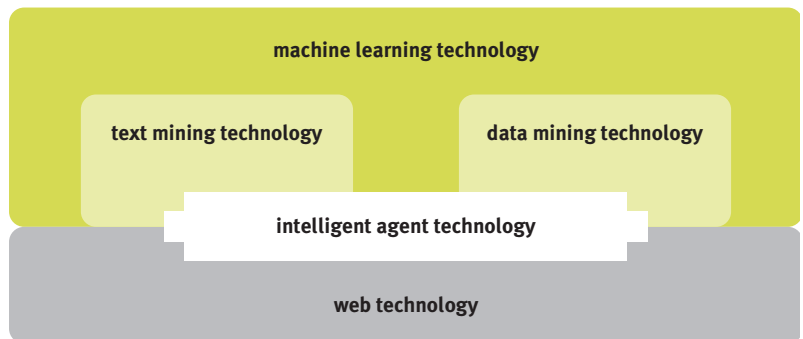 machine learning technology
text mining technology
data mining technology
intelligent agent technology
web technology